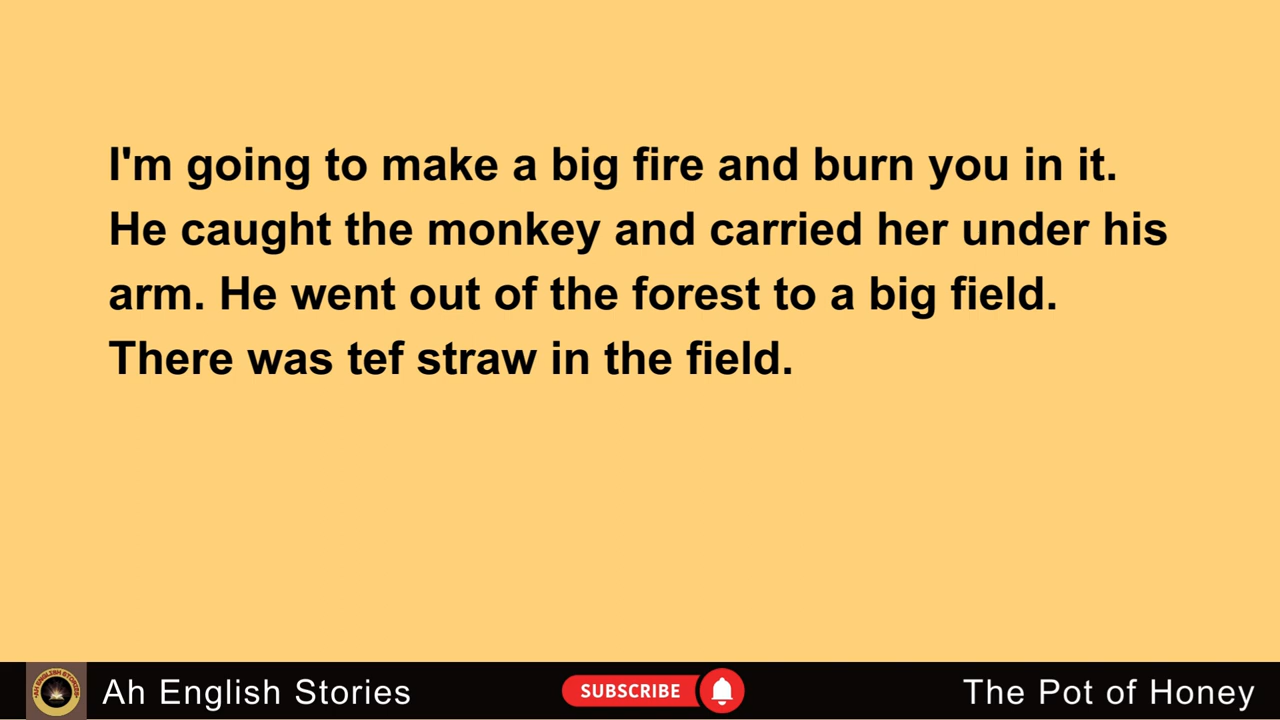 I'm going to make a big fire and burn you in it.
He caught the monkey and carried her under his
arm. He went out of the forest to a big field.
There was tef straw in the field.
Ah English Stories
SUBSCRIBE
The Pot of Honey